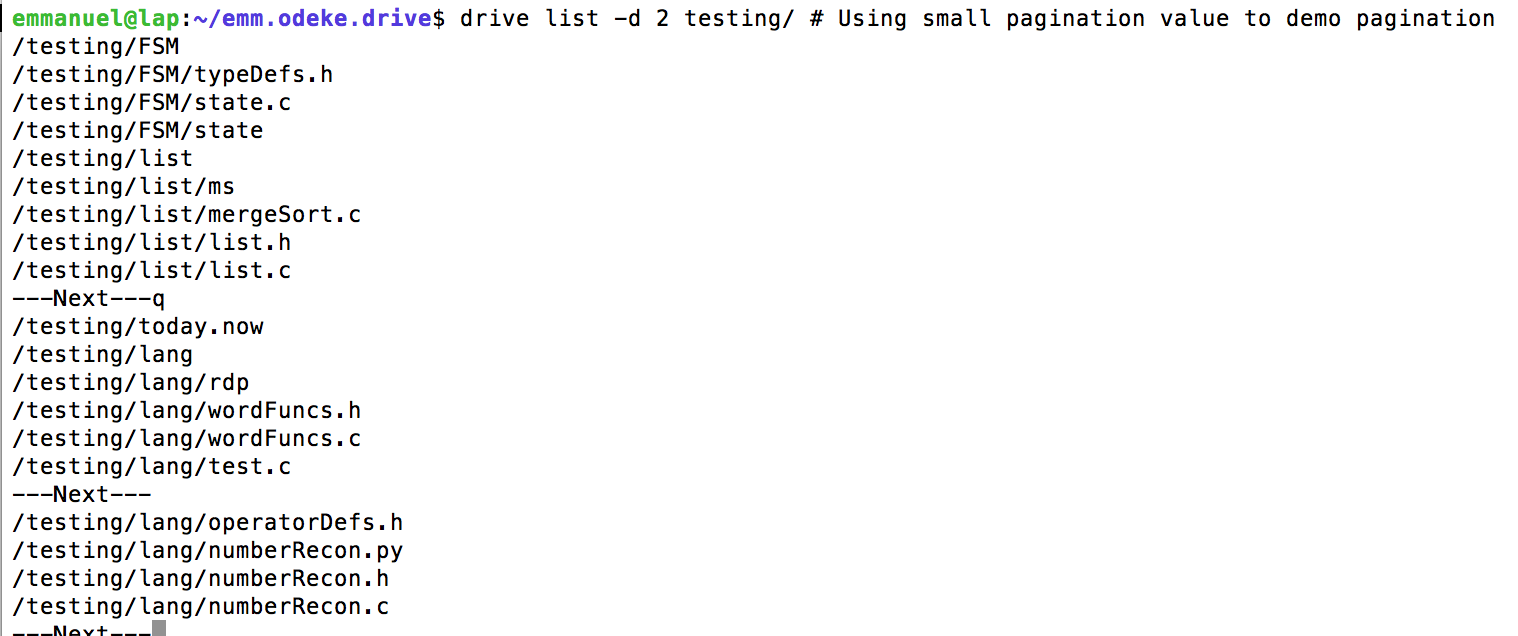 emmanuel@lap:~/emm.odeke.drive$ drive list -d 2 testing/ # Using small pagination value to demo pagination
/testing/FSM
/testing/FSM/typeDefs.h
/testing/FSM/state.c
/testing/FSM/state
/testing/list
/testing/list/ms
/testing/list/mergeSort.c
/testing/list/list.h
/testing/list/list.c
---Next---q
/testing/today.now
/testing/lang
/testing/lang/rdp
/testing/lang/wordFuncs.h
/testing/lang/wordFuncs.c
/testing/lang/test.c
---Next---
/testing/lang/operatorDefs.h
/testing/lang/numberRecon.py
/testing/lang/numberRecon.h
/testing/lang/numberRecon.c
---Next---